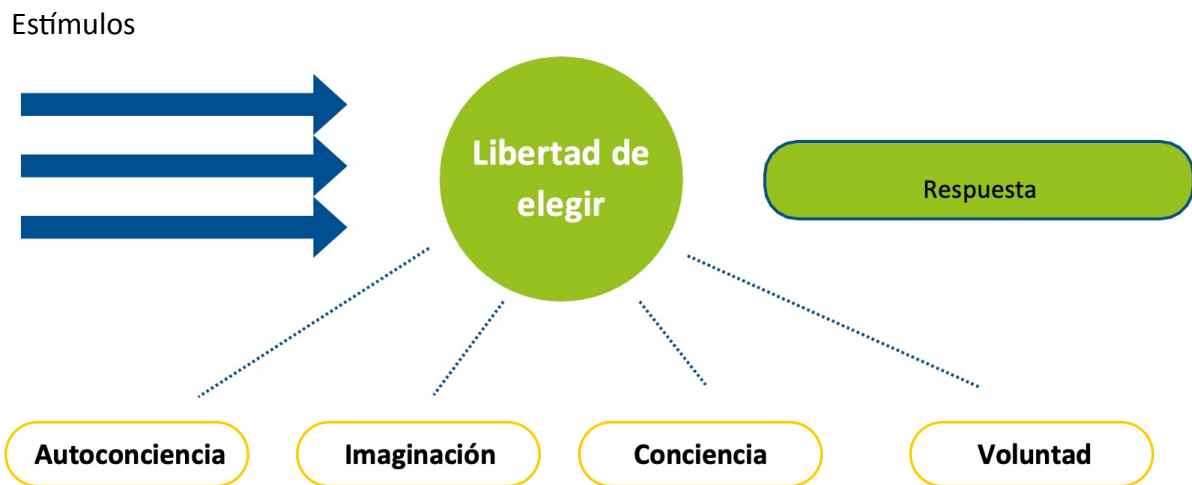 Estímulos
Libertad de
elegir
Respuesta
Autoconciencia
Imaginación
Conciencia
Voluntad